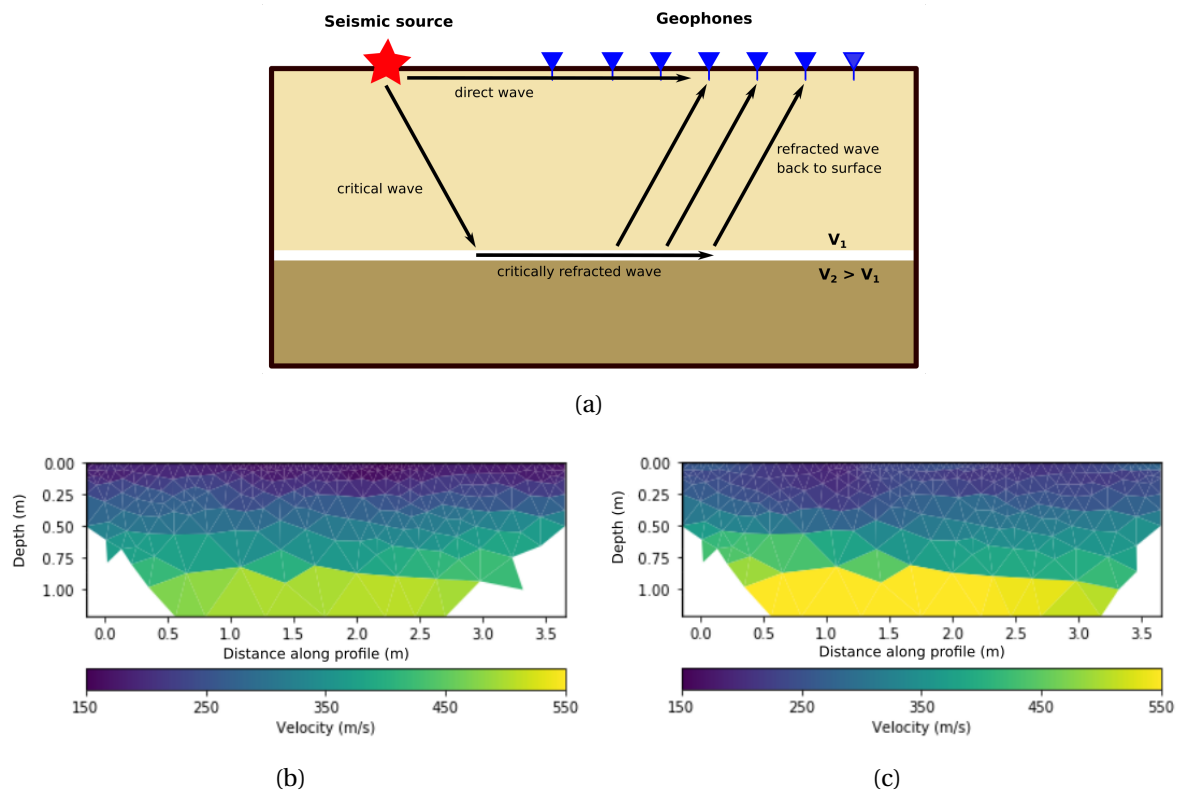 Seismic source
Geophones
direct wave
critical wave
refracted wave
back to surface
V₁
critically refracted wave
V₂ > V₁
(a)
0.00
0.25
0.50
0.75
1.00
Depth (m)
0.0 0.5 1.0 1.5 2.0 2.5 3.0 3.5
Distance along profile (m)
150 250 350 450 550
Velocity (m/s)
(b)
0.00
0.25
0.50
0.75
1.00
Depth (m)
0.0 0.5 1.0 1.5 2.0 2.5 3.0 3.5
Distance along profile (m)
150 250 350 450 550
Velocity (m/s)
(c)